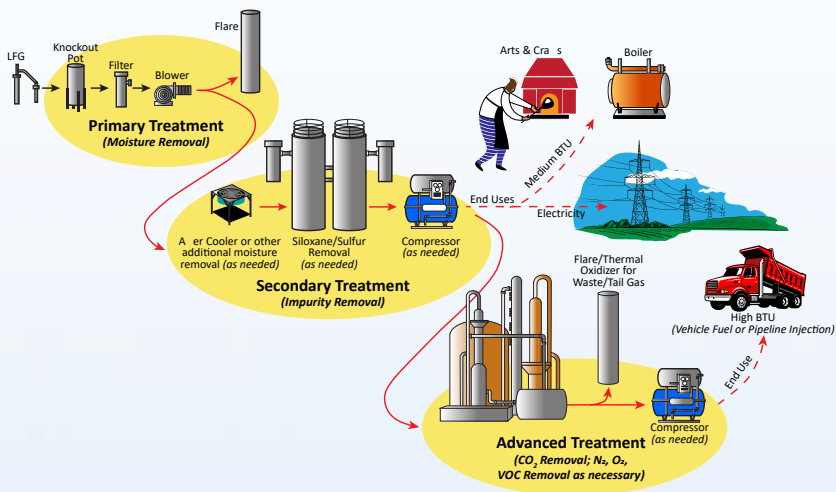 Flare
LFG
Knockout
Pot
Filter
Blower
Primary Treatment
(Moisture Removal)
Arts & Cra s
Boiler
Medium BTU
End Uses
Electricity
A er Cooler or other
additional moisture
removal (as needed)
Siloxane/Sulfur
Removal
(as needed)
Compressor
(as needed)
Secondary Treatment
(Impurity Removal)
Flare/Thermal
Oxidizer for
Waste/Tail Gas
High BTU
(Vehicle Fuel or Pipeline Injection)
End Use
Compressor
(as needed)
Advanced Treatment
(CO₂ Removal; N₂, O₂,
VOC Removal as necessary)